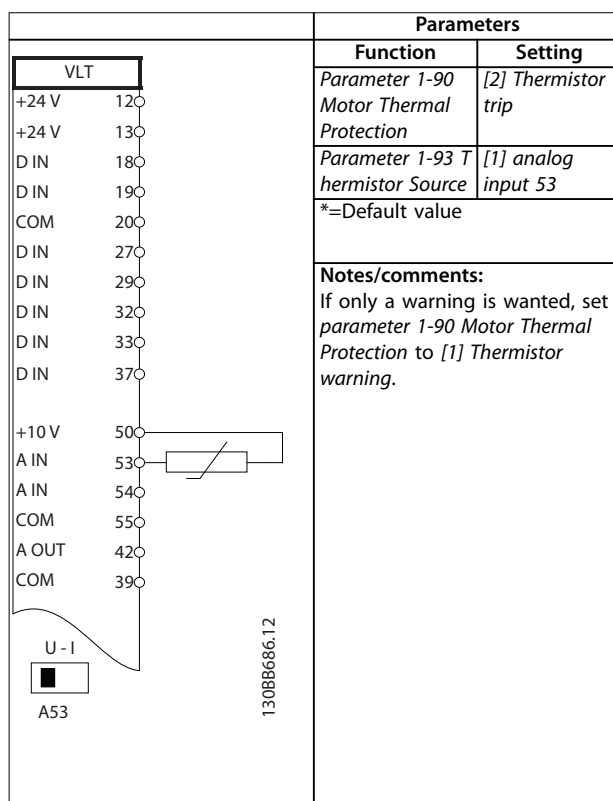 VLT
+24 V 12
+24 V 13
D IN 18
D IN 19
COM 20
D IN 27
D IN 29
D IN 32
D IN 33
D IN 37
+10 V 50
A IN 53
A IN 54
COM 55
A OUT 42
COM 39
U - I
A53
130BB686.12
Parameters
Function Setting
Parameter 1-90 [2] Thermistor
Motor Thermal trip
Protection
Parameter 1-93 T [1] analog
hermistor Source input 53
*=Default value
Notes/comments:
If only a warning is wanted, set
parameter 1-90 Motor Thermal
Protection to [1] Thermistor
warning.